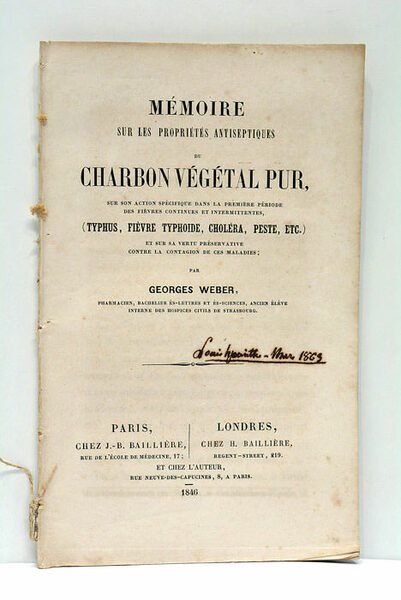 MÉMOIRE
SUR LES PROPRIÉTÉS ANTISEPTIQUES
DU
CHARBON VÉGÉTAL PUR,
SUR SON ACTION SPÉCIFIQUE DANS LA PREMIÈRE PÉRIODE
DES FIÈVRES CONTINUES ET INTERMITTENTES,
(TYPHUS, FIÈVRE TYPHOIDE, CHOLÉRA, PESTE, ETC.)
ET SUR SA VERTU PRÉSERVATIVE
CONTRE LA CONTAGION DE CES MALADIES;
PAR
GEORGES WEBER,
PHARMACIEN, BACHELIER ÈS-LETTRES ET ÈS-SCIENCES, ANCIEN ÉLÈVE
INTERNE DES HOSPICES CIVILS DE STRASBOURG.
Louis hyacinthe
PARIS,
CHEZ J.-B. BAILLIÈRE,
RUE DE L'ÉCOLE DE MÉDECINE, 17;
LONDRES,
CHEZ H. BAILLIÈRE,
REGENT-STREET, 219.
ET CHEZ L'AUTEUR,
RUE NEUVE-DES-CAPUCINES, 8, A PARIS.
1846